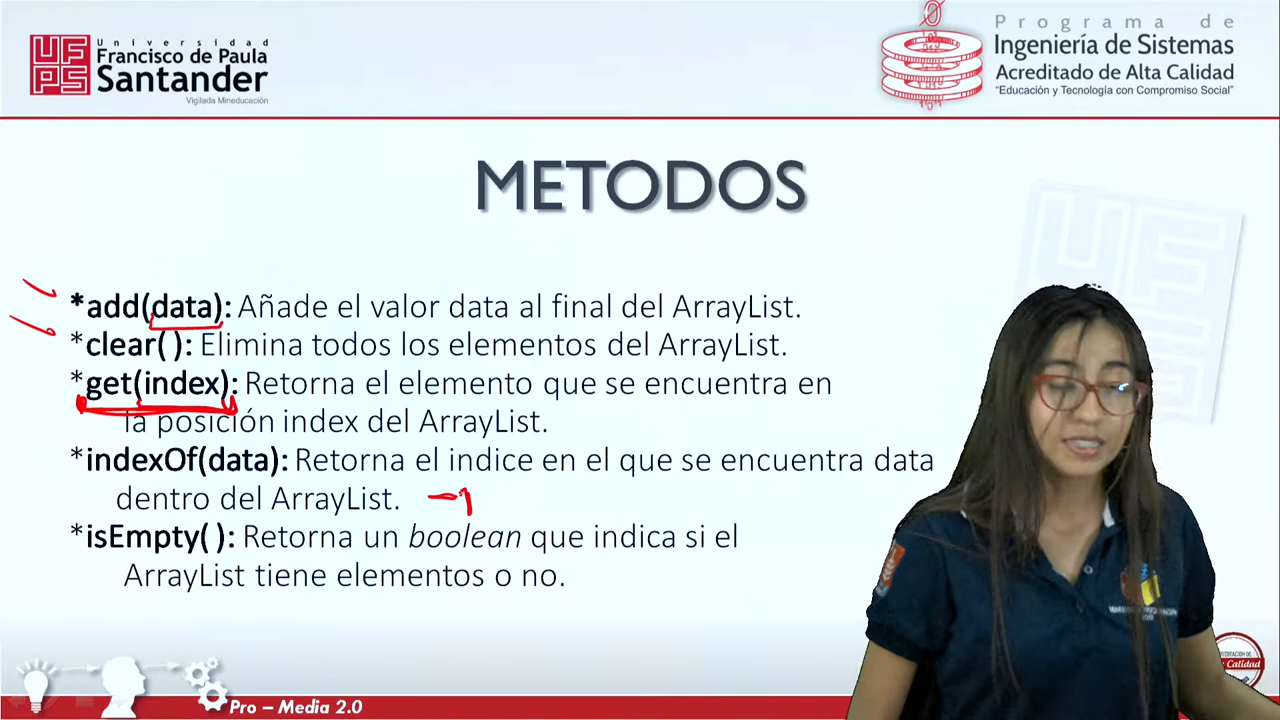 UFPS
Universidad
Francisco de Paula
Santander
Vigilada Mineducación
Programa de
Ingeniería de Sistemas
Acreditado de Alta Calidad
"Educación y Tecnología con Compromiso Social"
METODOS
*add(data): Añade el valor data al final del ArrayList.
*clear( ): Elimina todos los elementos del ArrayList.
*get(index): Retorna el elemento que se encuentra en
la posición index del ArrayList.
*indexOf(data): Retorna el indice en el que se encuentra data
dentro del ArrayList. -1
*isEmpty( ): Retorna un boolean que indica si el
ArrayList tiene elementos o no.
Calidad
Pro – Media 2.0